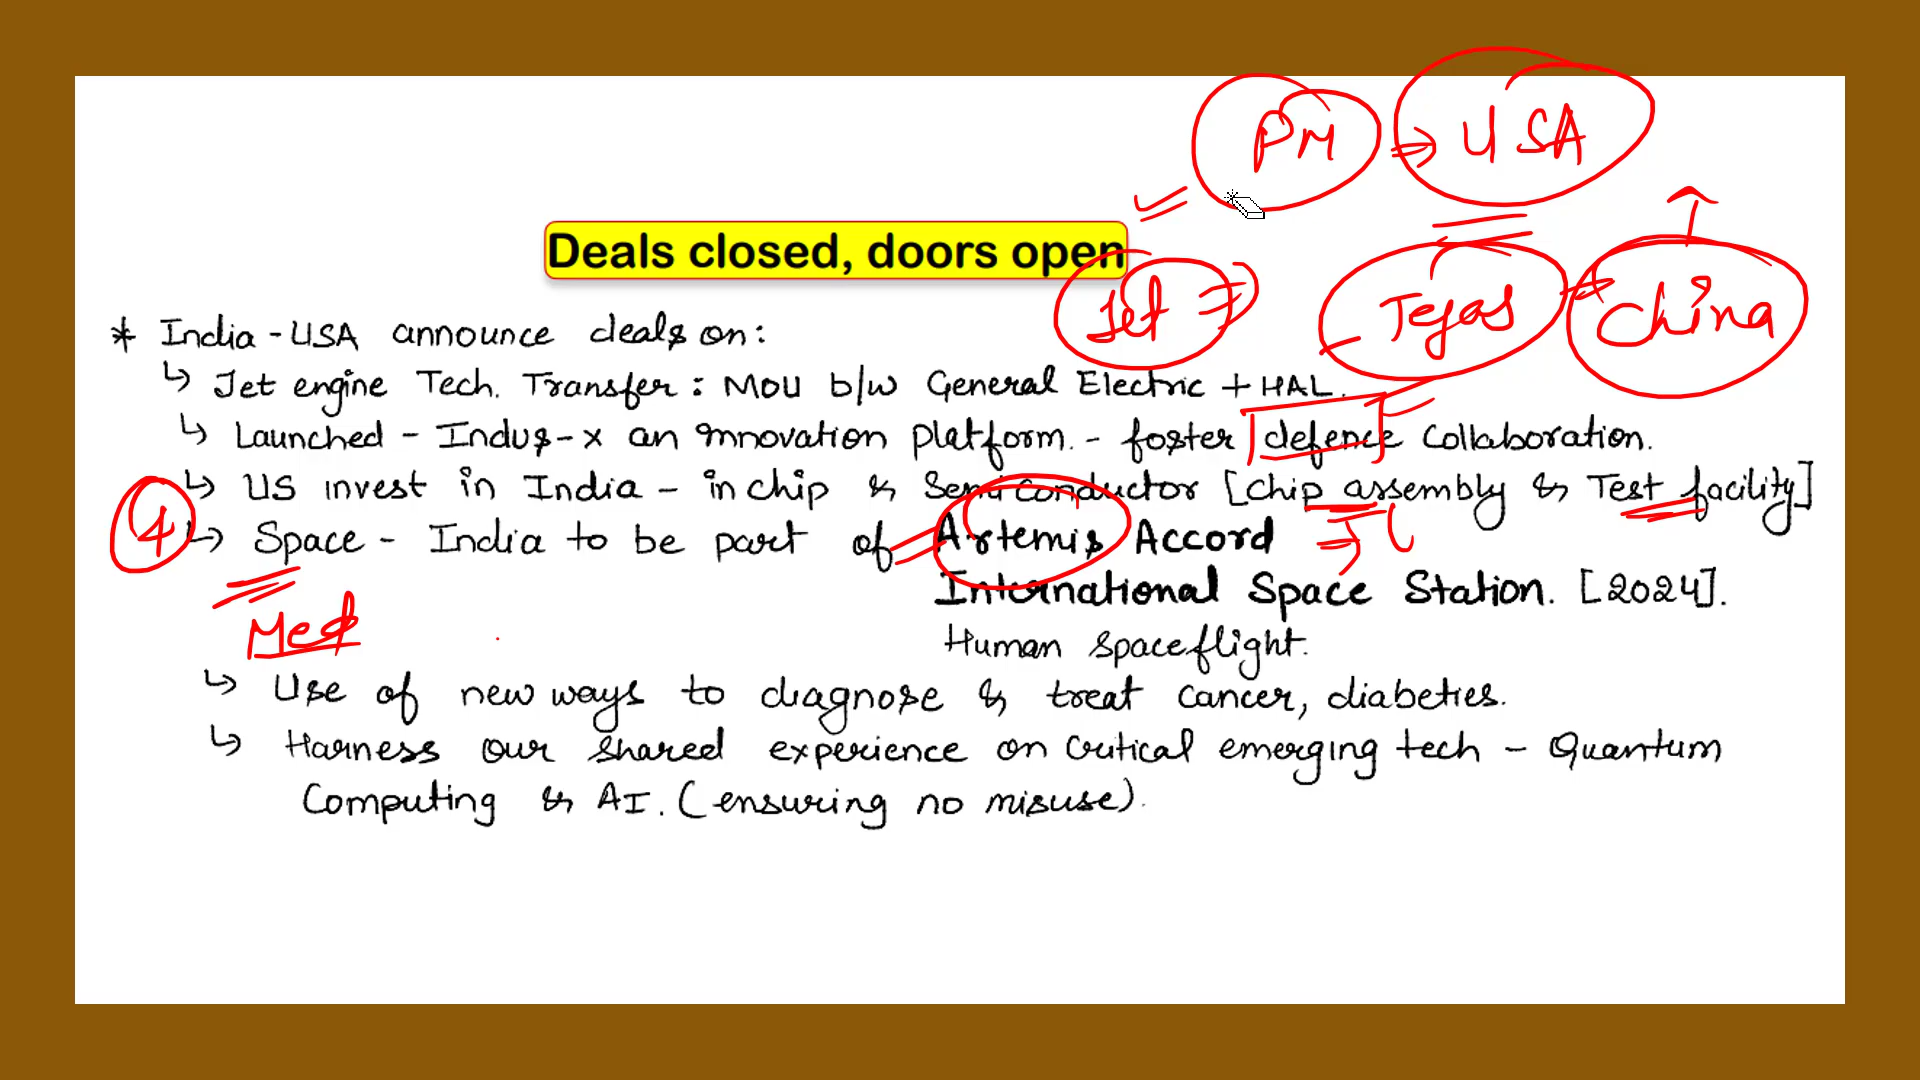 PM ⇒ USA
Deals closed, doors open
Jet ⇒ Tejas → China
* India - USA announce deals on:
↳ Jet engine Tech. Transfer : MOU b/w General Electric + HAL.
↳ Launched - Indus-x an innovation platform. - foster defence collaboration.
↳ US invest in India - in chip & Semiconductor [chip assembly & Test facility]
4
↳ Space - India to be part of Artemis Accord
International Space Station. [2024].
Med
Human spaceflight.
↳ Use of new ways to diagnose & treat cancer, diabeties.
↳ Harness our shared experience on critical emerging tech - Quantum
Computing & AI. (ensuring no misuse).